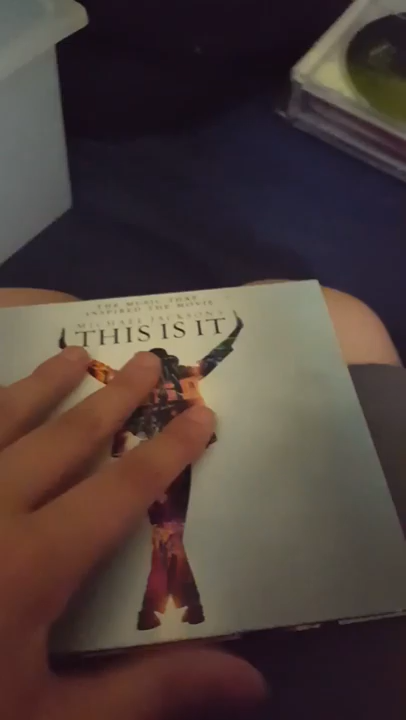 THE MUSIC THAT
INSPIRED THE MOVIE
MICHAEL JACKSON'S
THIS IS IT